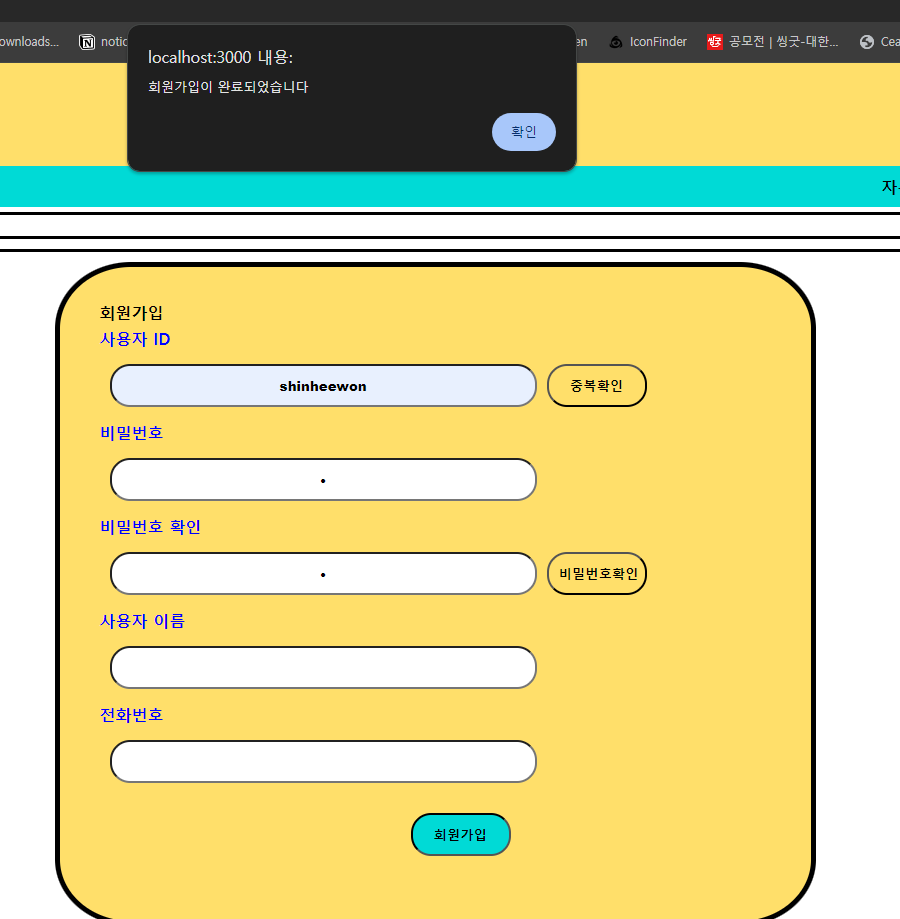 ownloads...
notic
en
IconFinder
공모전 | 씽굿-대한...
Cea
localhost:3000 내용:
회원가입이 완료되었습니다
확인
자
회원가입
사용자 ID
shinheewon
중복확인
비밀번호
비밀번호 확인
비밀번호확인
사용자 이름
전화번호
회원가입